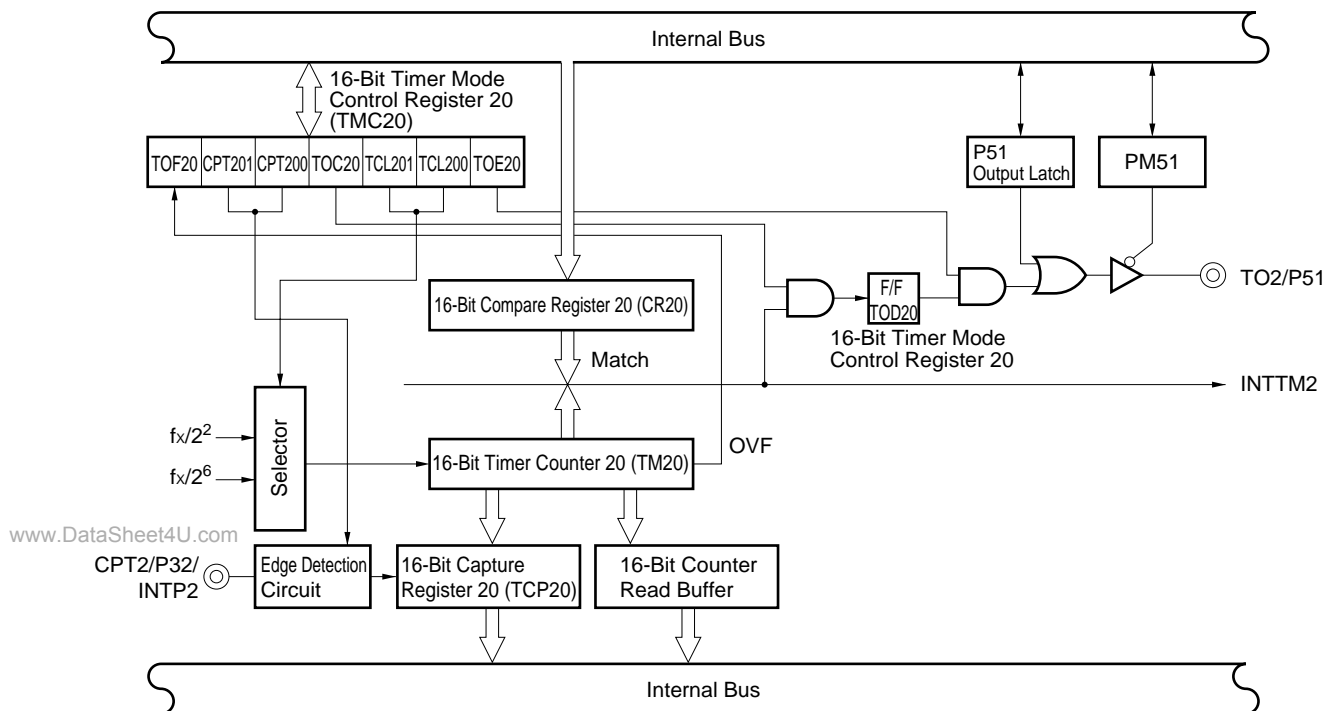 Internal Bus
16-Bit Timer Mode
Control Register 20
(TMC20)
TOF20 CPT201 CPT200 TOC20 TCL201 TCL200 TOE20
P51
Output Latch
PM51
TO2/P51
F/F
TOD20
16-Bit Timer Mode
Control Register 20
16-Bit Compare Register 20 (CR20)
Match
INTTM2
OVF
fx/2²
fx/2⁶
Selector
16-Bit Timer Counter 20 (TM20)
www.DataSheet4U.com
CPT2/P32/
INTP2
Edge Detection
Circuit
16-Bit Capture
Register 20 (TCP20)
16-Bit Counter
Read Buffer
Internal Bus